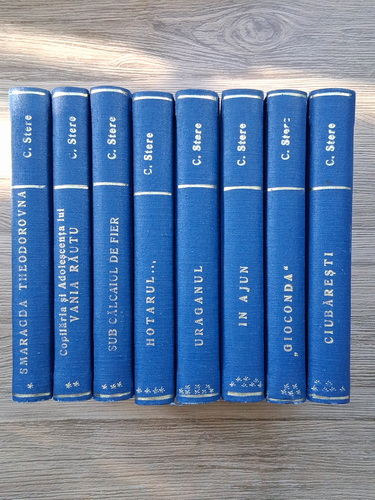 C. Stere
SMARAGDA THEODOROVNA
C. Stere
Copilăria și Adolescența lui
VANIA RĂUTU
C. Stere
SUB CĂLCAIUL DE FIER
C. Stere
HOTARUL...
C. Stere
URAGANUL
C. Stere
IN AJUN
C. Stere
„GIOCONDA“
C. Stere
CIUBĂREȘTI